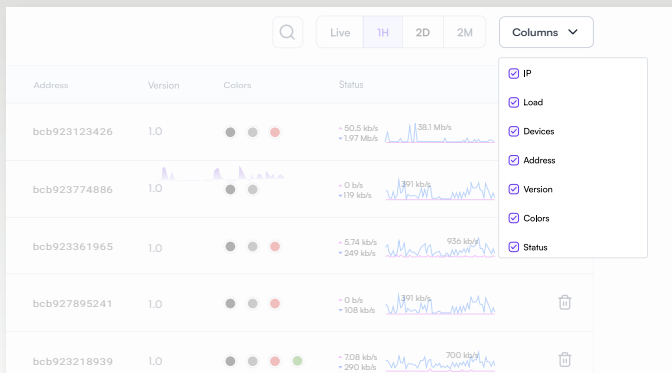 Live 1H 2D 2M Columns
Address Version Colors Status
IP
Load
Devices
Address
Version
Colors
Status
bcb923123426 1.0 50.5 kb/s 38.1 Mb/s
1.97 Mb/s
bcb923774886 1.0 0 b/s 391 kb/s
119 kb/s
bcb923361965 1.0 5.74 kb/s 936 kb/s
249 kb/s
bcb927895241 1.0 0 b/s 391 kb/s
108 kb/s
bcb923218939 1.0 7.08 kb/s 700 kb/s
290 kb/s